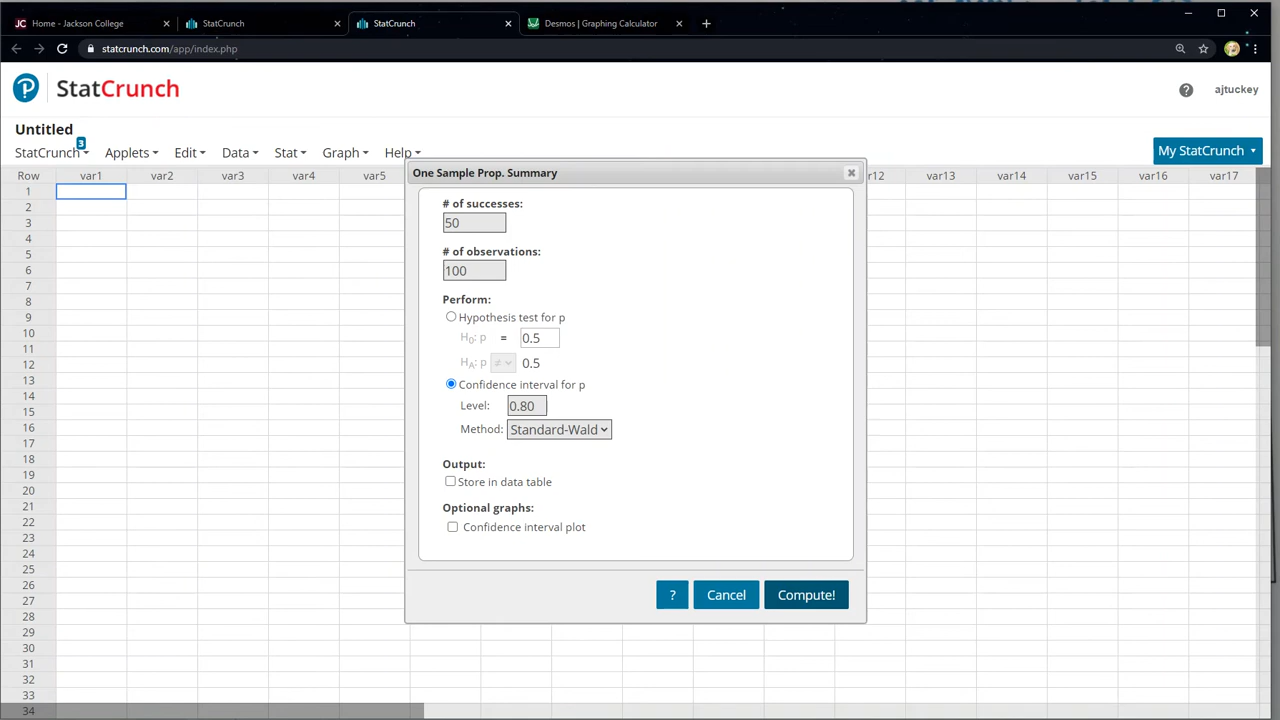 Home - Jackson College
StatCrunch
StatCrunch
Desmos | Graphing Calculator
statcrunch.com/app/index.php
StatCrunch
ajtuckey
Untitled
StatCrunch 3 Applets Edit Data Stat Graph Help
My StatCrunch
Row var1 var2 var3 var4 var5 r12 var13 var14 var15 var16 var17
One Sample Prop. Summary
# of successes:
50
# of observations:
100
Perform:
Hypothesis test for p
H0: p = 0.5
HA: p ≠ 0.5
Confidence interval for p
Level: 0.80
Method: Standard-Wald
Output:
Store in data table
Optional graphs:
Confidence interval plot
? Cancel Compute!
1
2
3
4
5
6
7
8
9
10
11
12
13
14
15
16
17
18
19
20
21
22
23
24
25
26
27
28
29
30
31
32
33
34